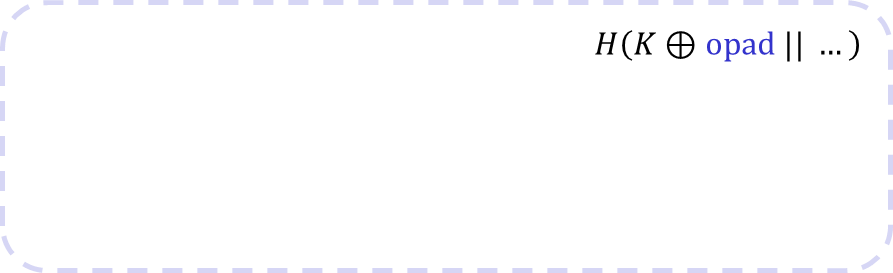 H(K ⊕ opad || …)